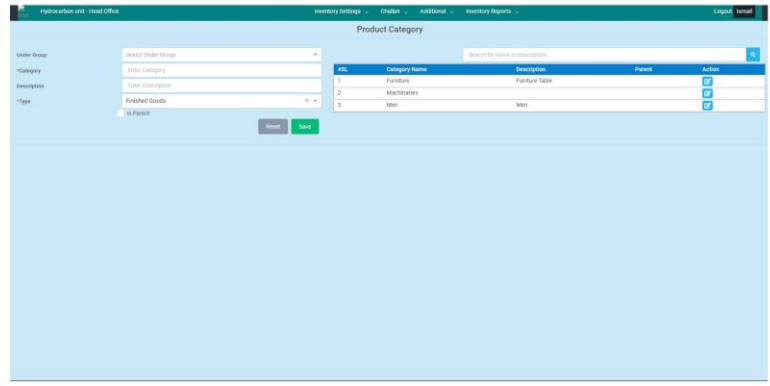 Hydrocarbon unit - Head Office Inventory Settings Challan Additional Inventory Reports Logout Ismail
Product Category
Under Group Select Under Group
*Category Enter Category
Description Enter Description
*Type Finished Goods
Is Parent
Reset Save
Search by name or description
#SL Category Name Description Parent Action
1 Furniture Funiture Table
2 Machinaries
3 Men Men